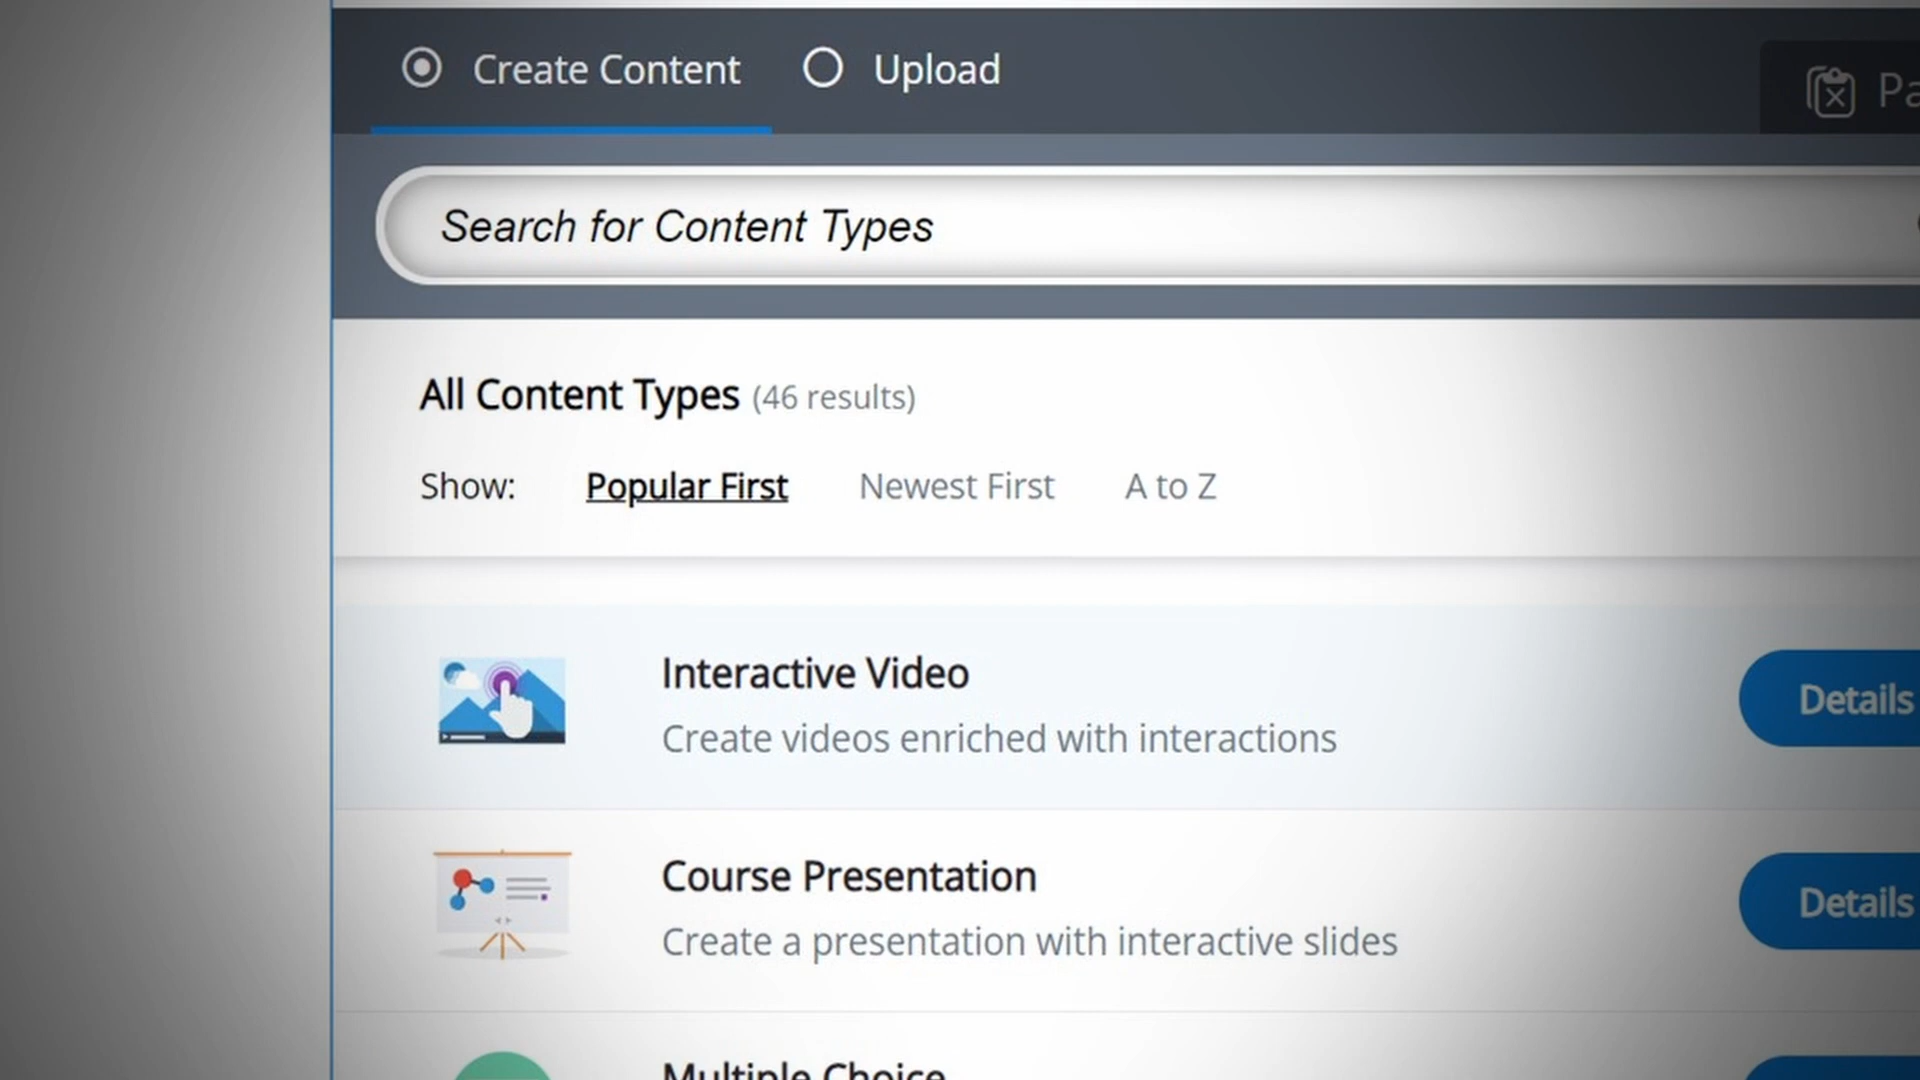 Create Content
Upload
Search for Content Types
All Content Types (46 results)
Show: Popular First Newest First A to Z
Interactive Video
Create videos enriched with interactions
Details
Course Presentation
Create a presentation with interactive slides
Details
Multiple Choice